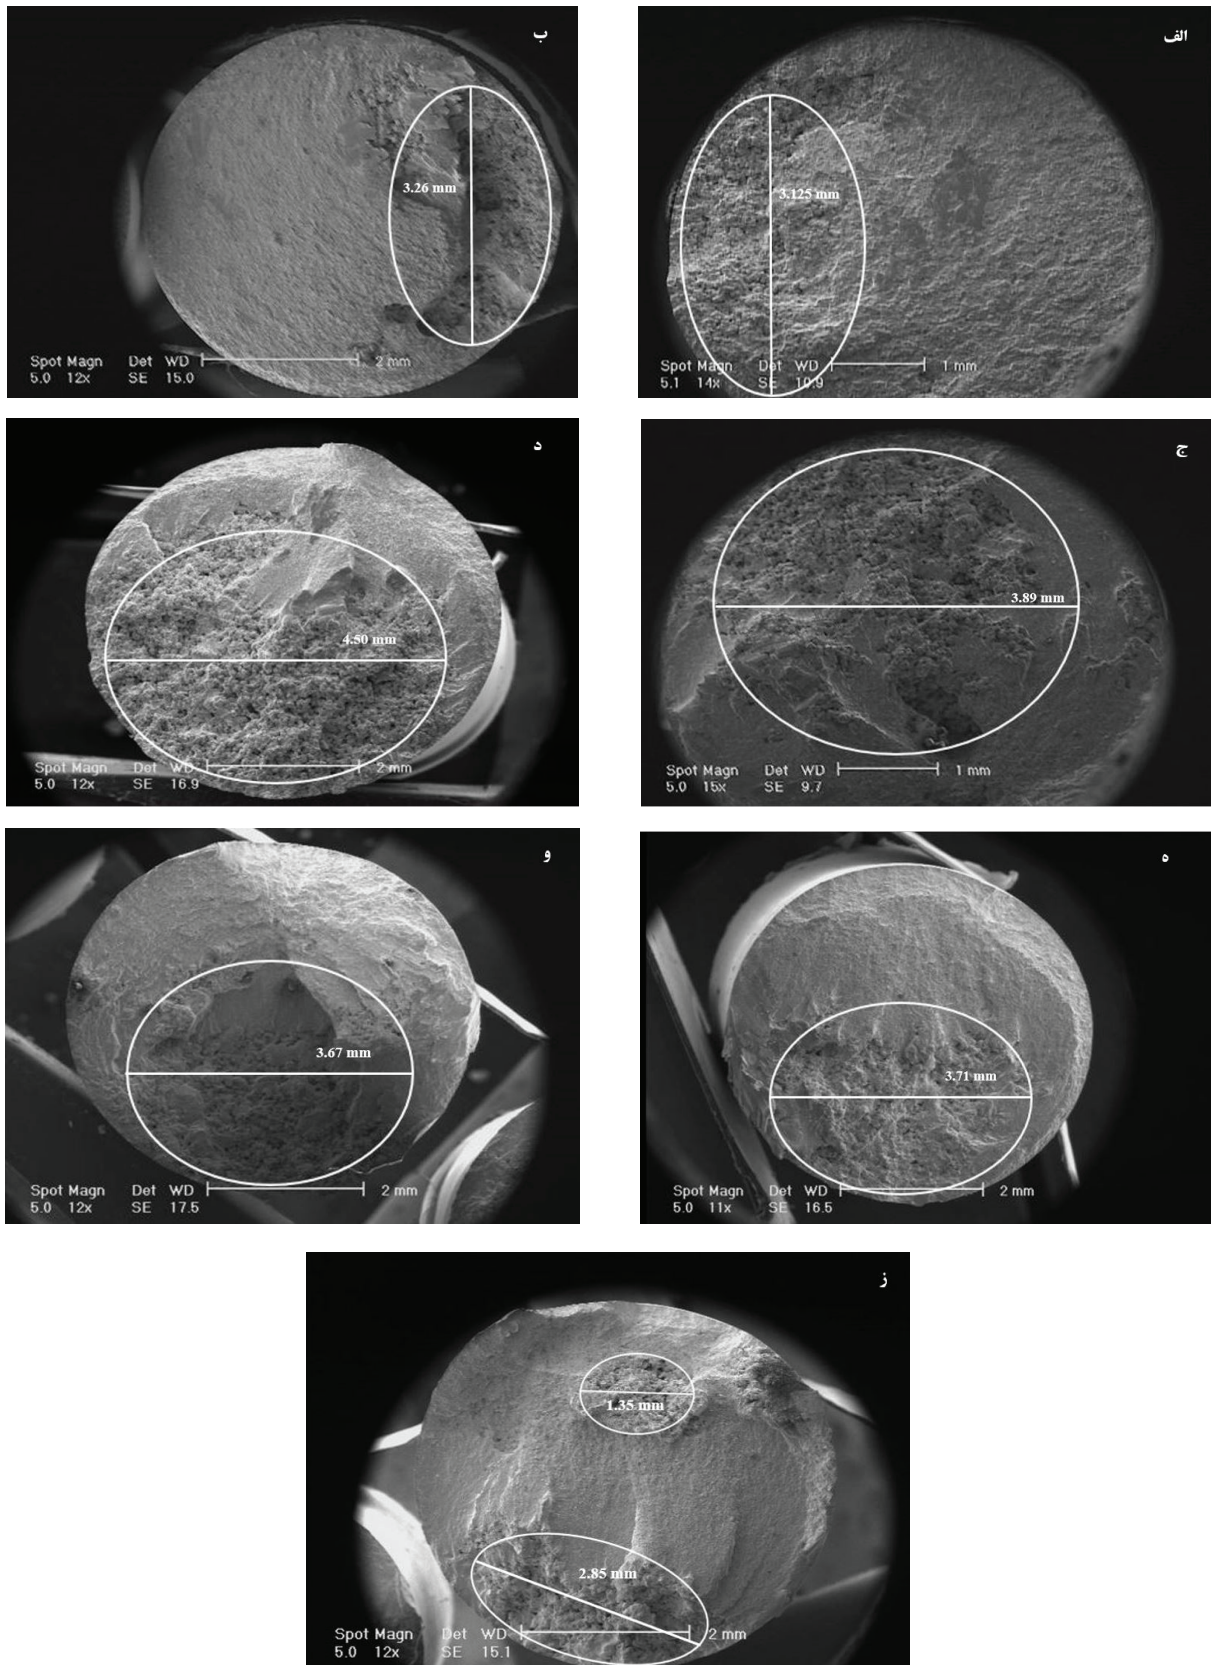 الف
3.125 mm
Spot Magn Det WD 1 mm
5.1 14x SE 10.9
ب
3.26 mm
Spot Magn Det WD 2 mm
5.0 12x SE 15.0
ج
3.89 mm
Spot Magn Det WD 1 mm
5.0 15x SE 9.7
د
4.50 mm
Spot Magn Det WD 2 mm
5.0 12x SE 16.9
ه
3.71 mm
Spot Magn Det WD 2 mm
5.0 11x SE 16.5
و
3.67 mm
Spot Magn Det WD 2 mm
5.0 12x SE 17.5
ز
1.35 mm
2.85 mm
Spot Magn Det WD 2 mm
5.0 12x SE 15.1